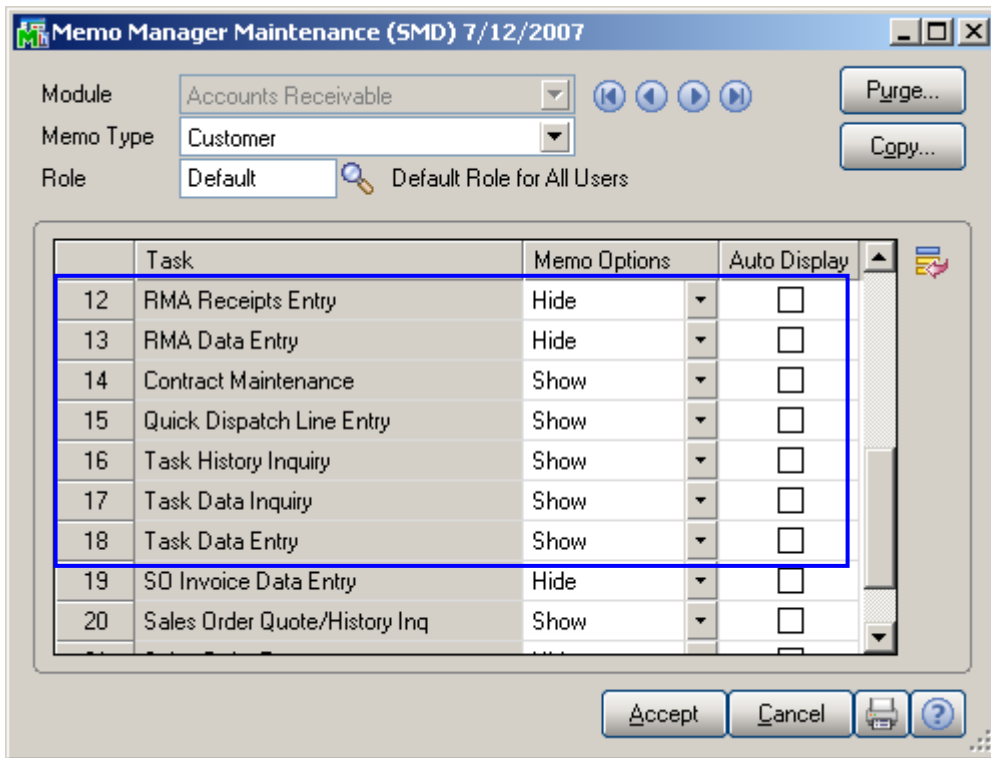 Memo Manager Maintenance (SMD) 7/12/2007
Module Accounts Receivable Purge...
Memo Type Customer Copy...
Role Default Default Role for All Users
Task Memo Options Auto Display
12 RMA Receipts Entry Hide
13 RMA Data Entry Hide
14 Contract Maintenance Show
15 Quick Dispatch Line Entry Show
16 Task History Inquiry Show
17 Task Data Inquiry Show
18 Task Data Entry Show
19 SO Invoice Data Entry Hide
20 Sales Order Quote/History Inq Show
Accept Cancel